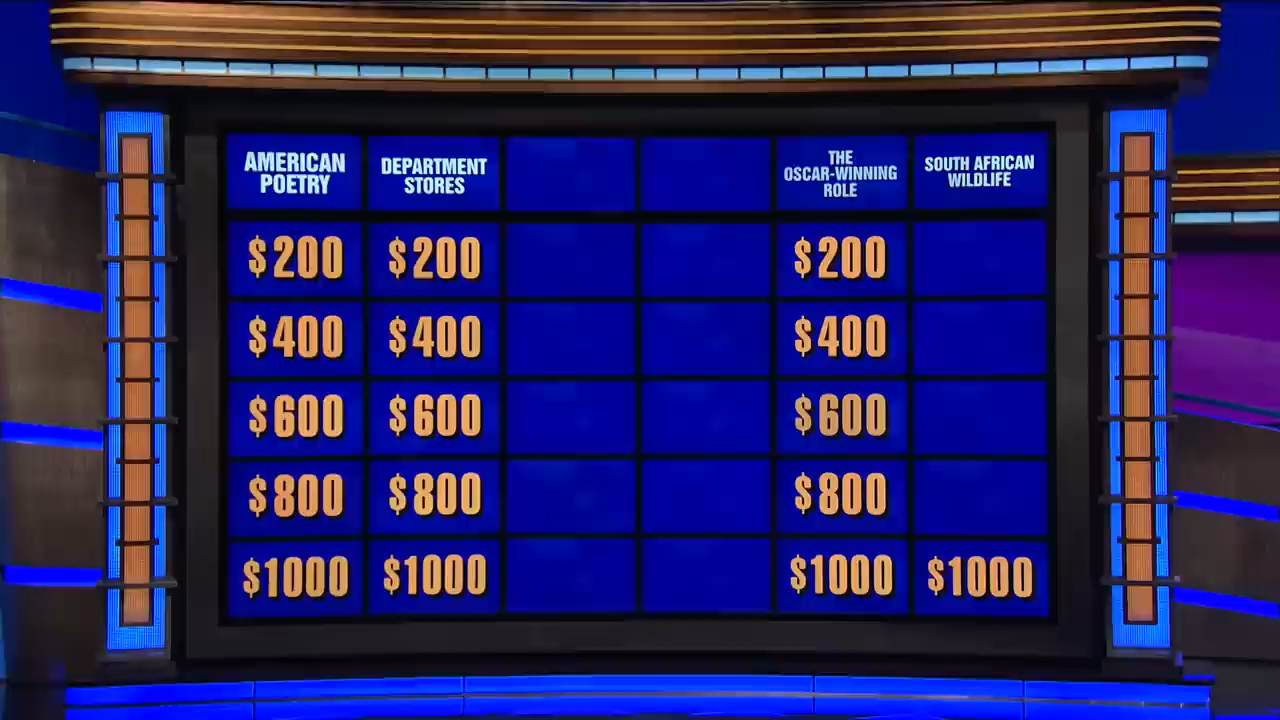 AMERICAN
POETRY
DEPARTMENT
STORES
THE
OSCAR-WINNING
ROLE
SOUTH AFRICAN
WILDLIFE
$200 $200 $200
$400 $400 $400
$600 $600 $600
$800 $800 $800
$1000 $1000 $1000 $1000